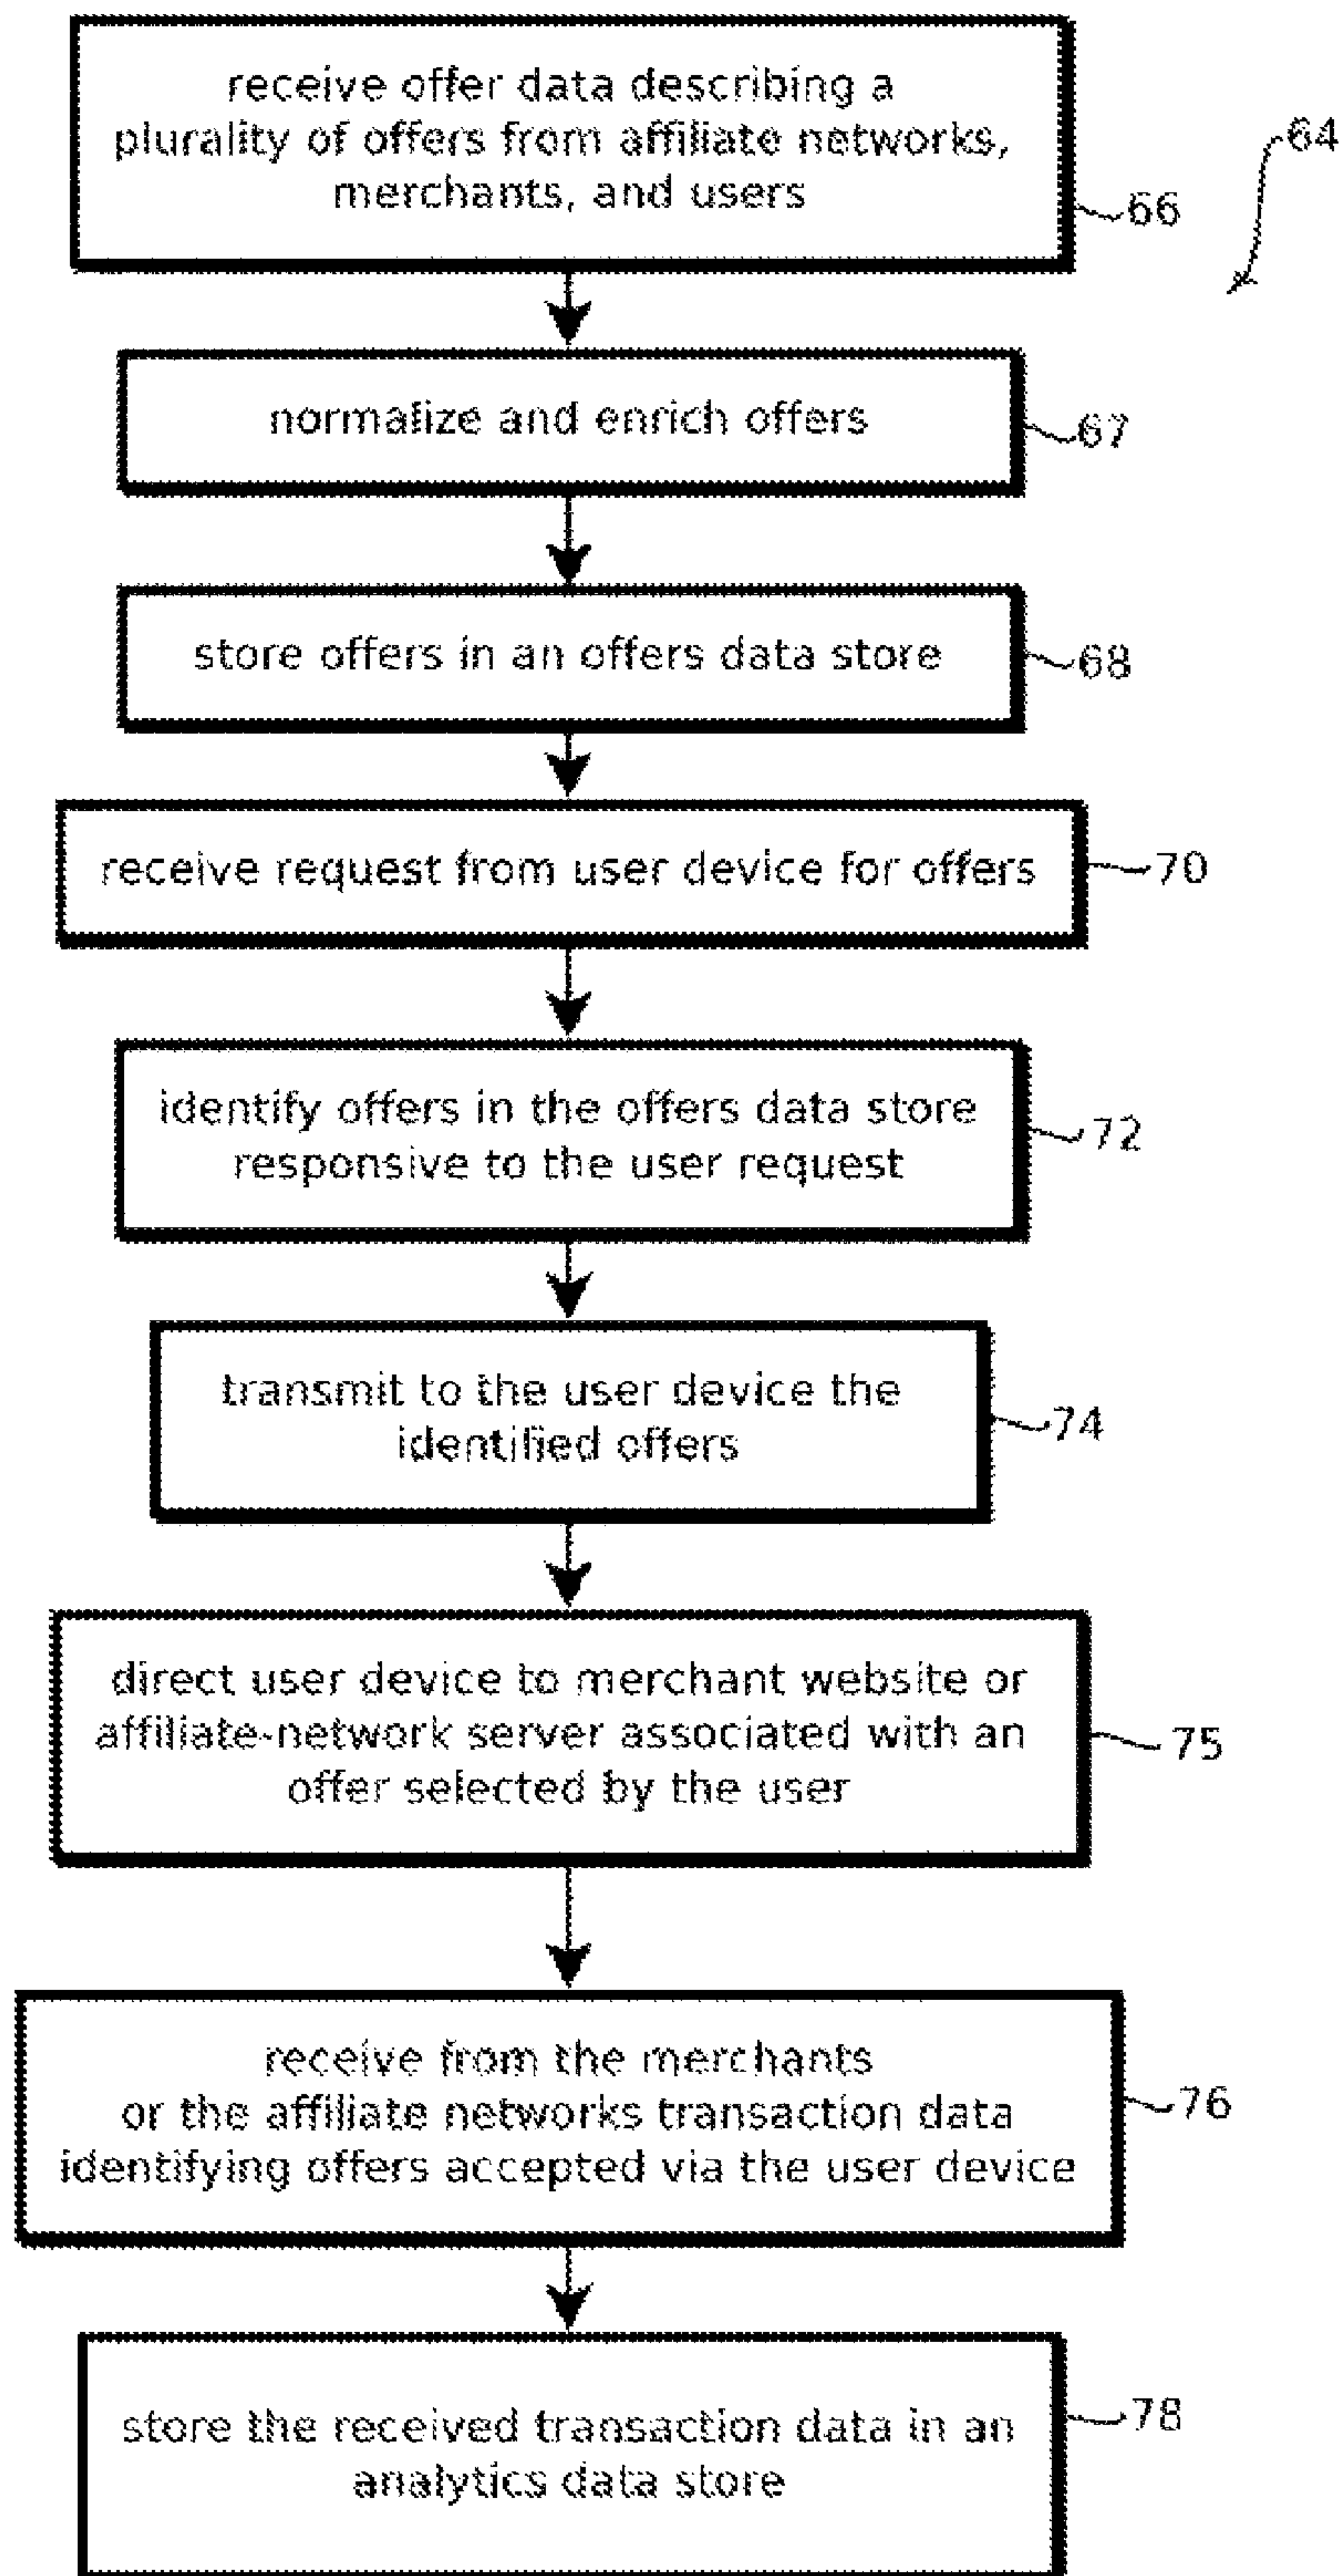 receive offer data describing a
plurality of offers from affiliate networks,
merchants, and users
64
66
normalize and enrich offers
67
store offers in an offers data store
68
receive request from user device for offers
70
identify offers in the offers data store
responsive to the user request
72
transmit to the user device the
identified offers
74
direct user device to merchant website or
affiliate-network server associated with an
offer selected by the user
75
receive from the merchants
or the affiliate networks transaction data
identifying offers accepted via the user device
76
store the received transaction data in an
analytics data store
78